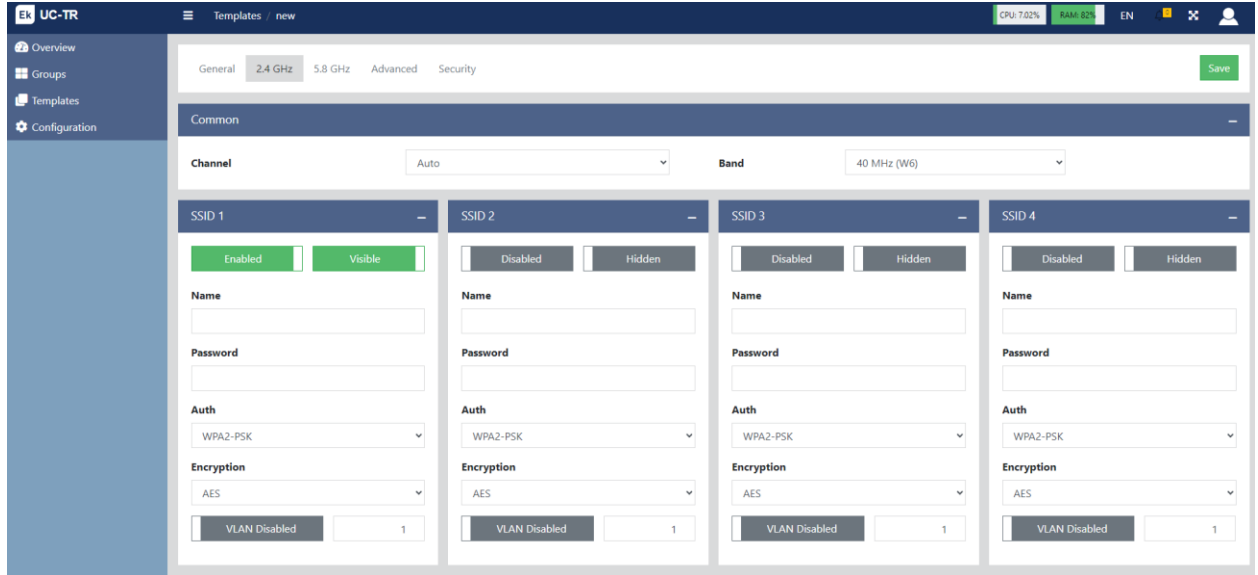 Ek UC-TR
Templates / new
CPU: 7.02% RAM: 82% EN
Overview
Groups
Templates
Configuration
General 2.4 GHz 5.8 GHz Advanced Security
Save
Common
Channel Auto Band 40 MHz (W6)
SSID 1 SSID 2 SSID 3 SSID 4
Enabled Visible Disabled Hidden Disabled Hidden Disabled Hidden
Name Name Name Name
Password Password Password Password
Auth Auth Auth Auth
WPA2-PSK WPA2-PSK WPA2-PSK WPA2-PSK
Encryption Encryption Encryption Encryption
AES AES AES AES
VLAN Disabled 1 VLAN Disabled 1 VLAN Disabled 1 VLAN Disabled 1